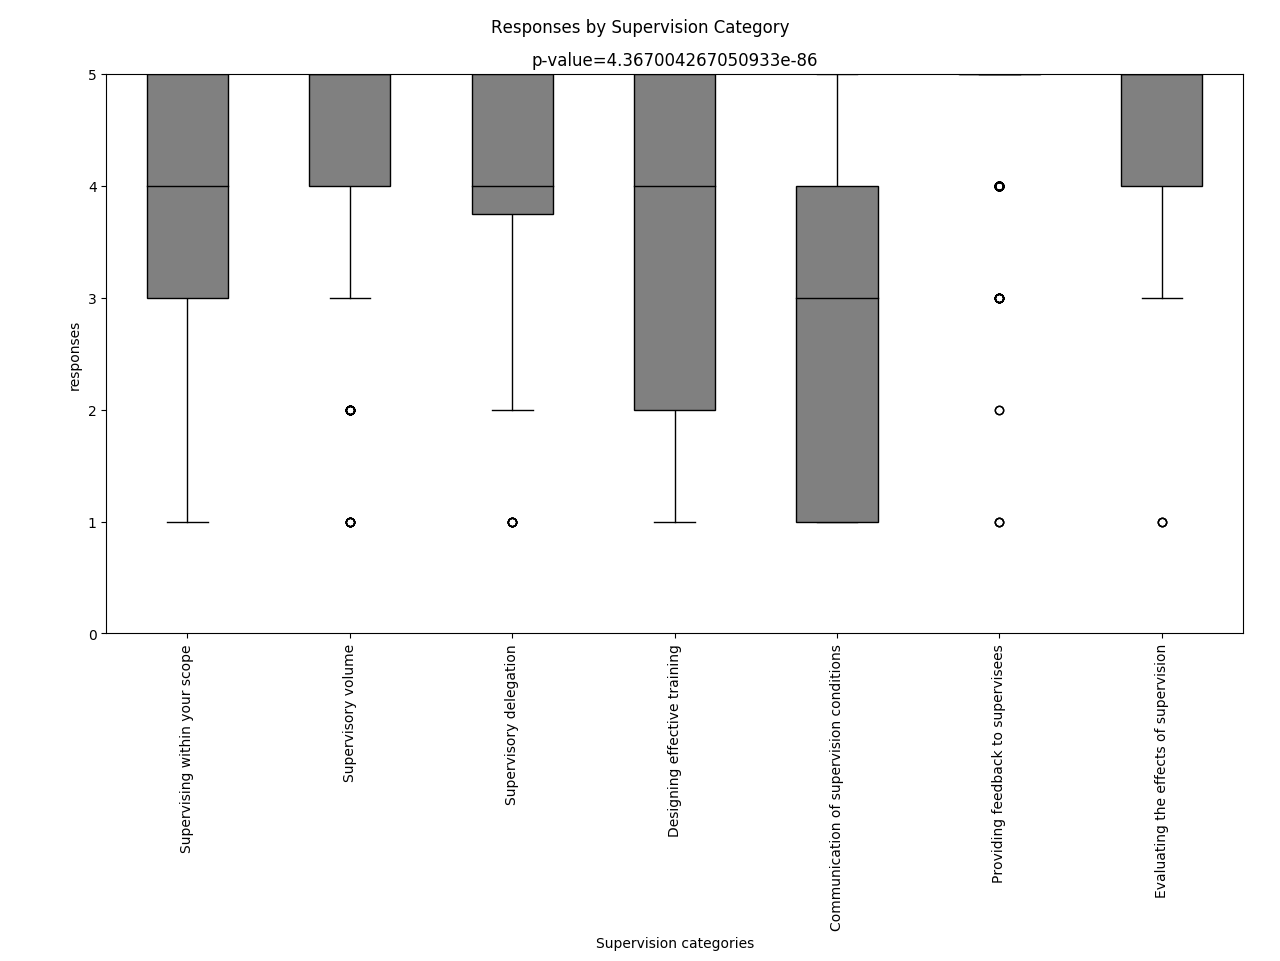 Responses by Supervision Category
p-value=4.367004267050933e-86
5
4
3
2
1
0
responses
Supervising within your scope
Supervisory volume
Supervisory delegation
Designing effective training
Communication of supervision conditions
Providing feedback to supervisees
Evaluating the effects of supervision
Supervision categories